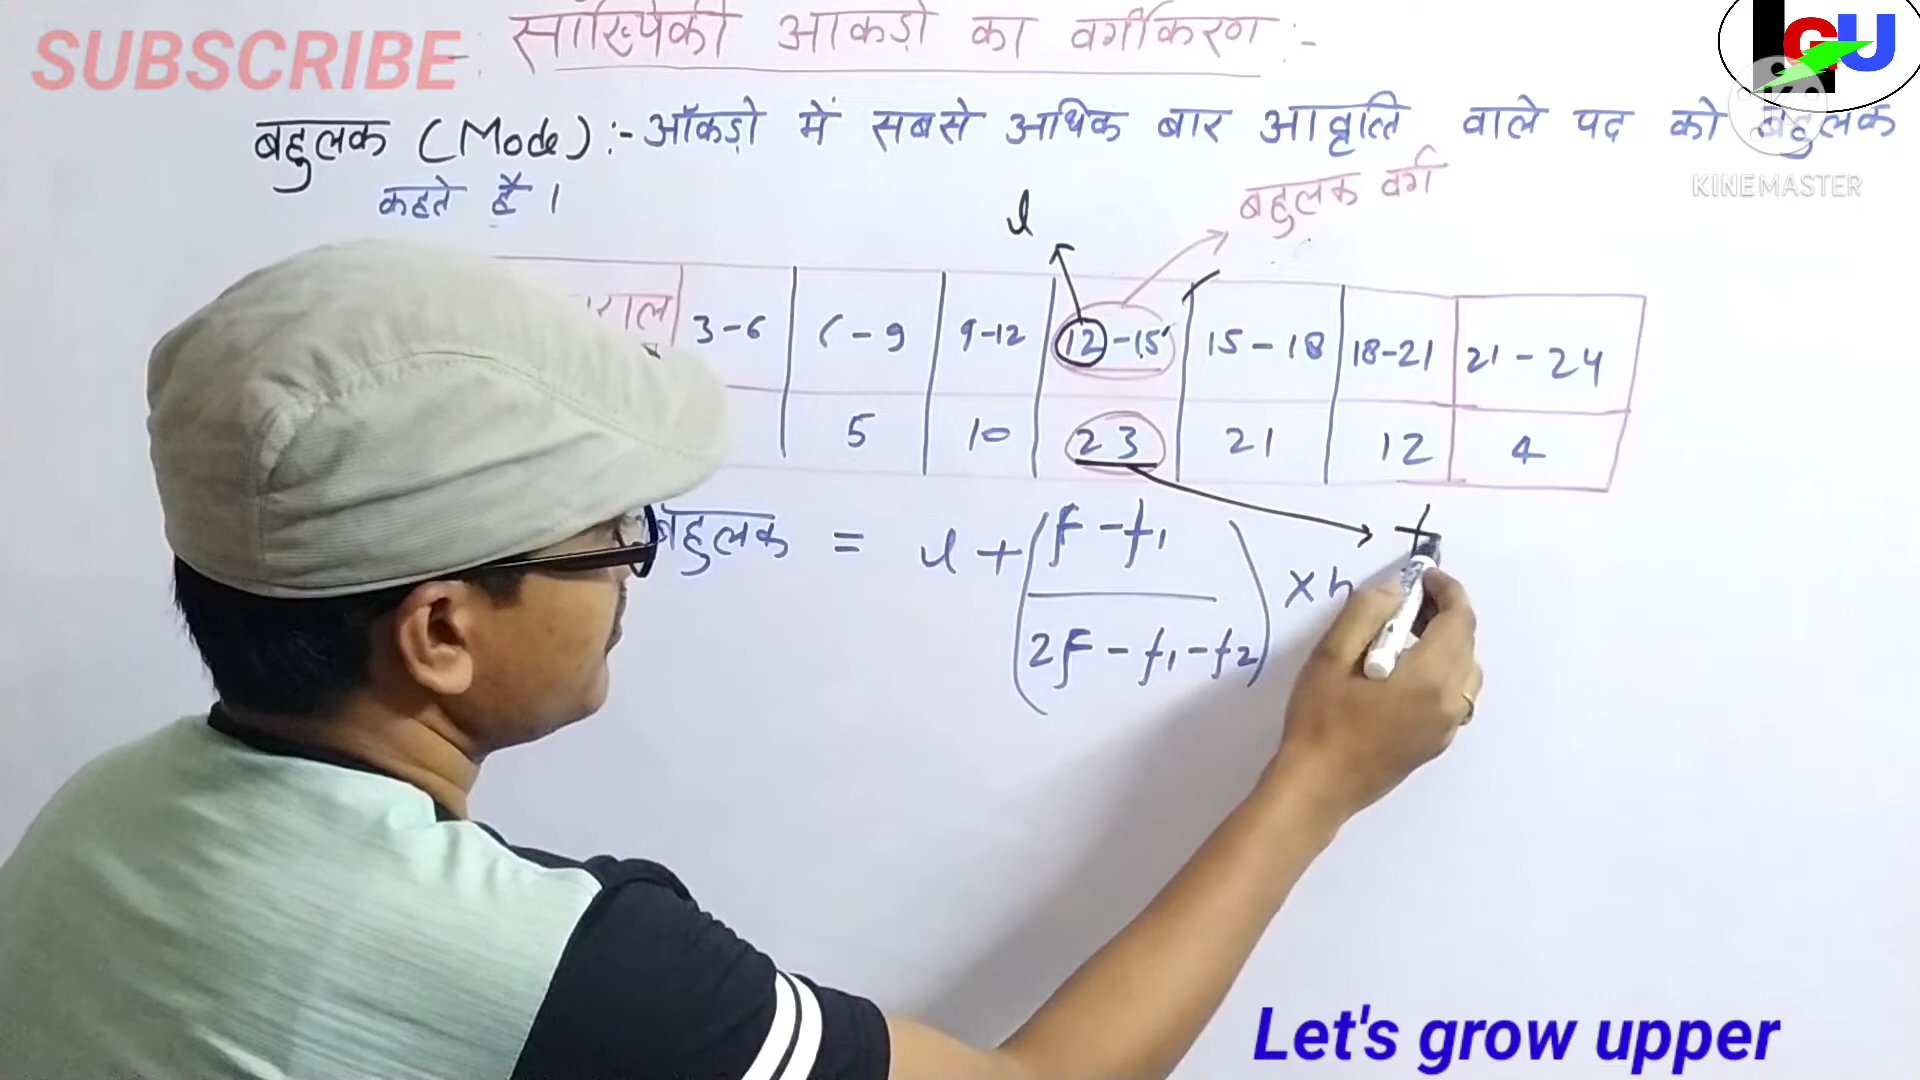 SUBSCRIBE
-: सांख्यिकी आकड़ो का वर्गीकरण :-
LGU
बहुलक (Mode) :- आँकड़ो में सबसे अधिक बार आवृत्ति वाले पद को बहुलक
कहते है ।
KINEMASTER
l बहुलक वर्ग
राल 3-6 6-9 9-12 12-15 15-18 18-21 21-24
5 10 23 21 12 4
बहुलक = l + (f - f1 / 2f - f1 - f2) x h f
Let's grow upper